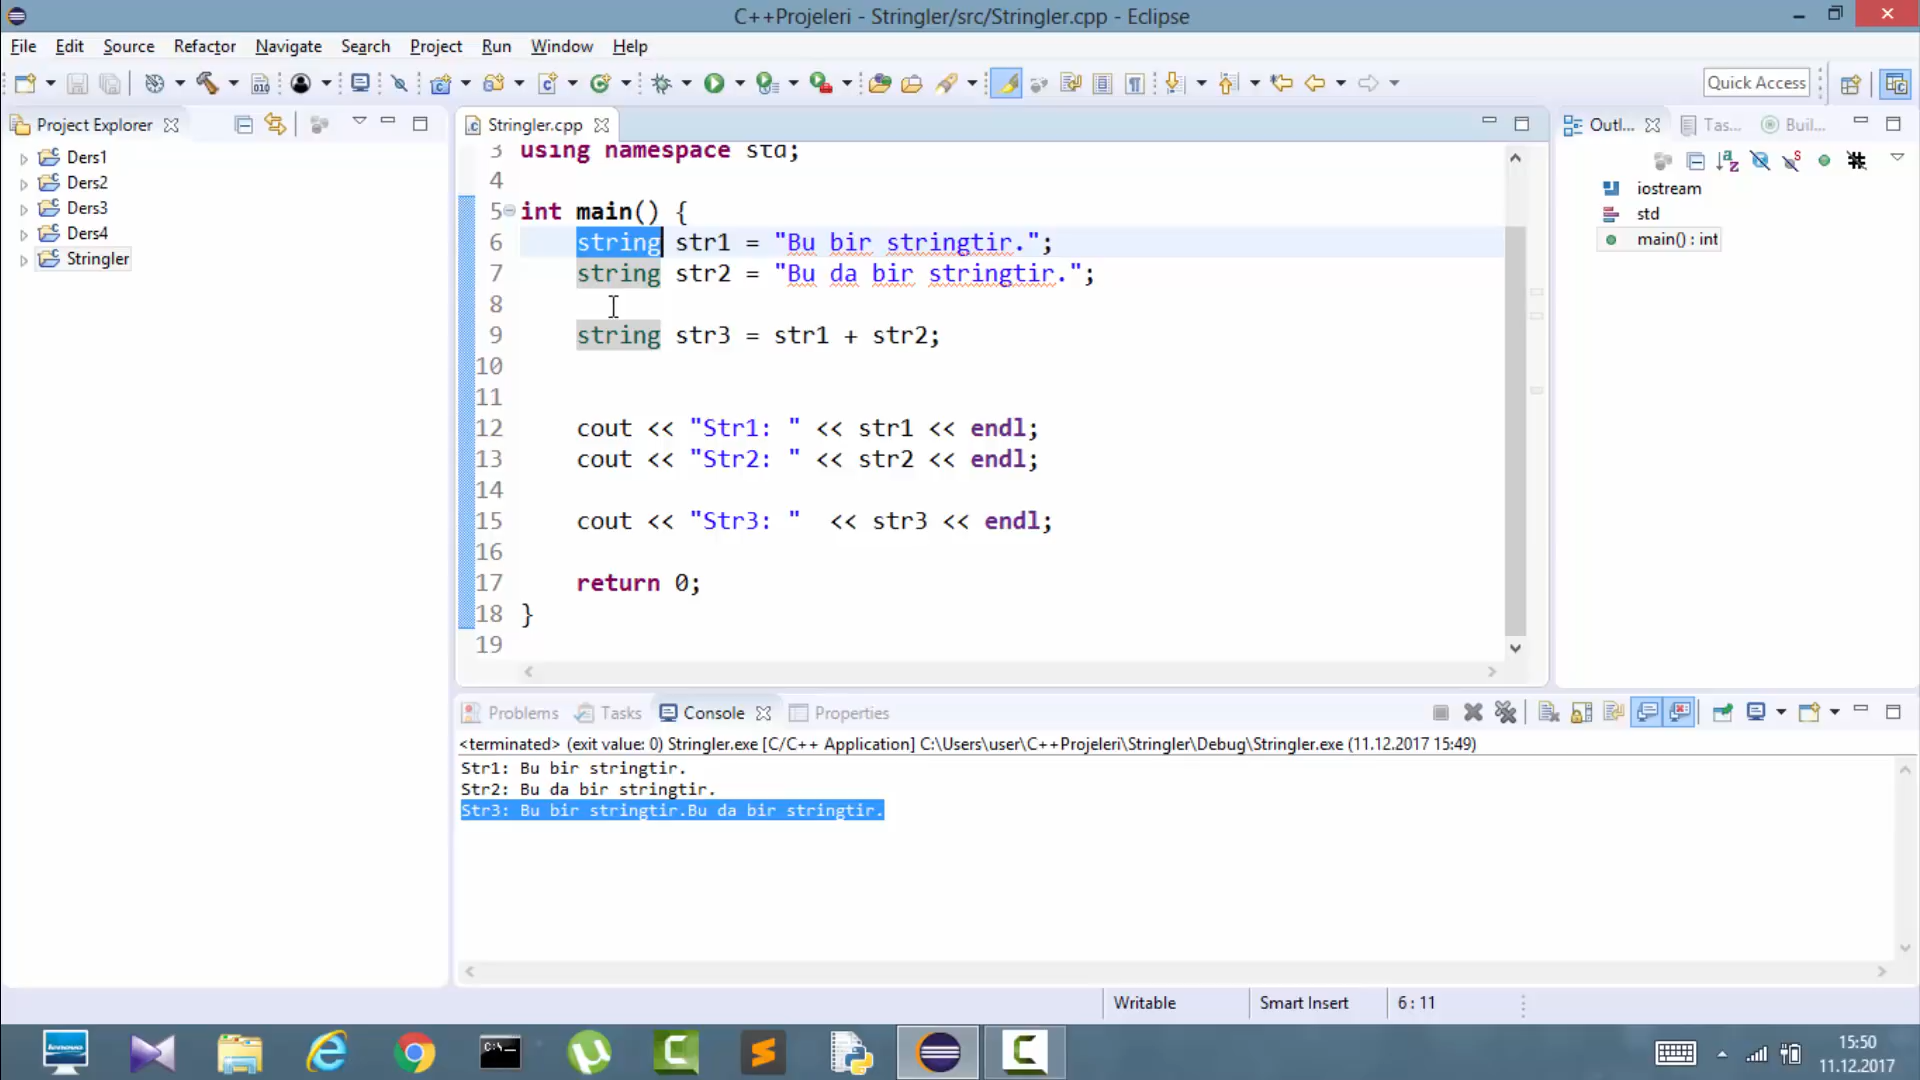 C++Projeleri - Stringler/src/Stringler.cpp - Eclipse
File Edit Source Refactor Navigate Search Project Run Window Help
Quick Access
Project Explorer
Ders1
Ders2
Ders3
Ders4
Stringler
Stringler.cpp
3 using namespace std;
4
5 int main() {
6 string str1 = "Bu bir stringtir.";
7 string str2 = "Bu da bir stringtir.";
8
9 string str3 = str1 + str2;
10
11
12 cout << "Str1: " << str1 << endl;
13 cout << "Str2: " << str2 << endl;
14
15 cout << "Str3: "  << str3 << endl;
16
17 return 0;
18 }
19
Outl... Tas... Buil...
iostream
std
main() : int
Problems Tasks Console Properties
<terminated> (exit value: 0) Stringler.exe [C/C++ Application] C:\Users\user\C++Projeleri\Stringler\Debug\Stringler.exe (11.12.2017 15:49)
Str1: Bu bir stringtir.
Str2: Bu da bir stringtir.
Str3: Bu bir stringtir.Bu da bir stringtir.
Writable Smart Insert 6 : 11
15:50
11.12.2017